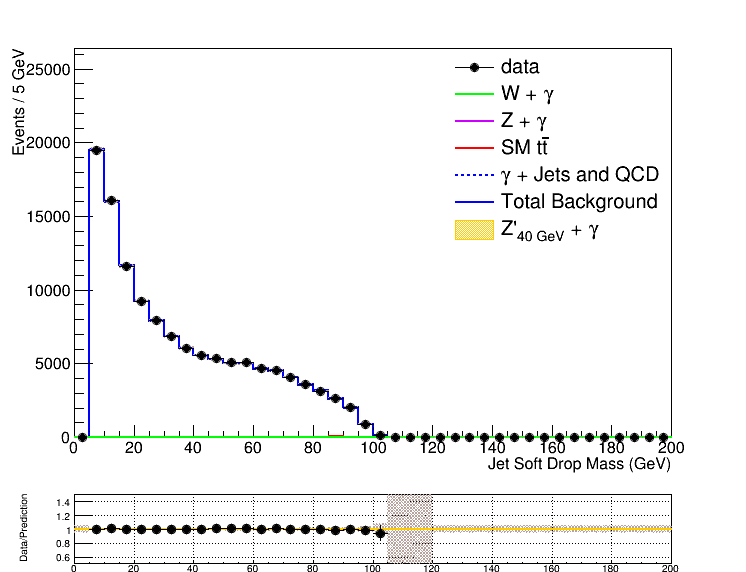 Events / 5 GeV
25000
20000
15000
10000
5000
0
data
W + γ
Z + γ
SM tt̄
γ + Jets and QCD
Total Background
Z'40 GeV + γ
0 20 40 60 80 100 120 140 160 180 200
Jet Soft Drop Mass (GeV)
Data/Prediction
1.4
1.2
1
0.8
0.6
0 20 40 60 80 100 120 140 160 180 200